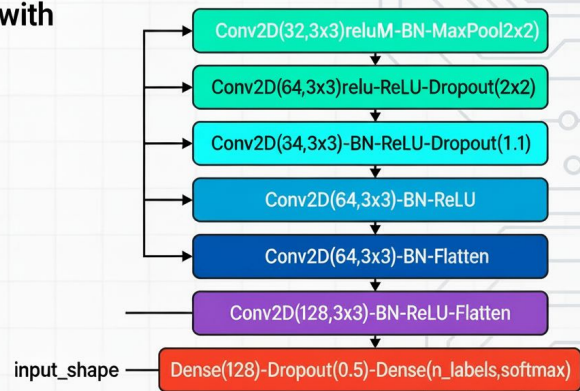 with
Conv2D(32,3x3)reluM-BN-MaxPool2x2)
Conv2D(64,3x3)relu-ReLU-Dropout(2x2)
Conv2D(34,3x3)-BN-ReLU-Dropout(1.1)
Conv2D(64,3x3)-BN-ReLU
Conv2D(64,3x3)-BN-Flatten
Conv2D(128,3x3)-BN-ReLU-Flatten
input_shape
Dense(128)-Dropout(0.5)-Dense(n_labels,softmax)